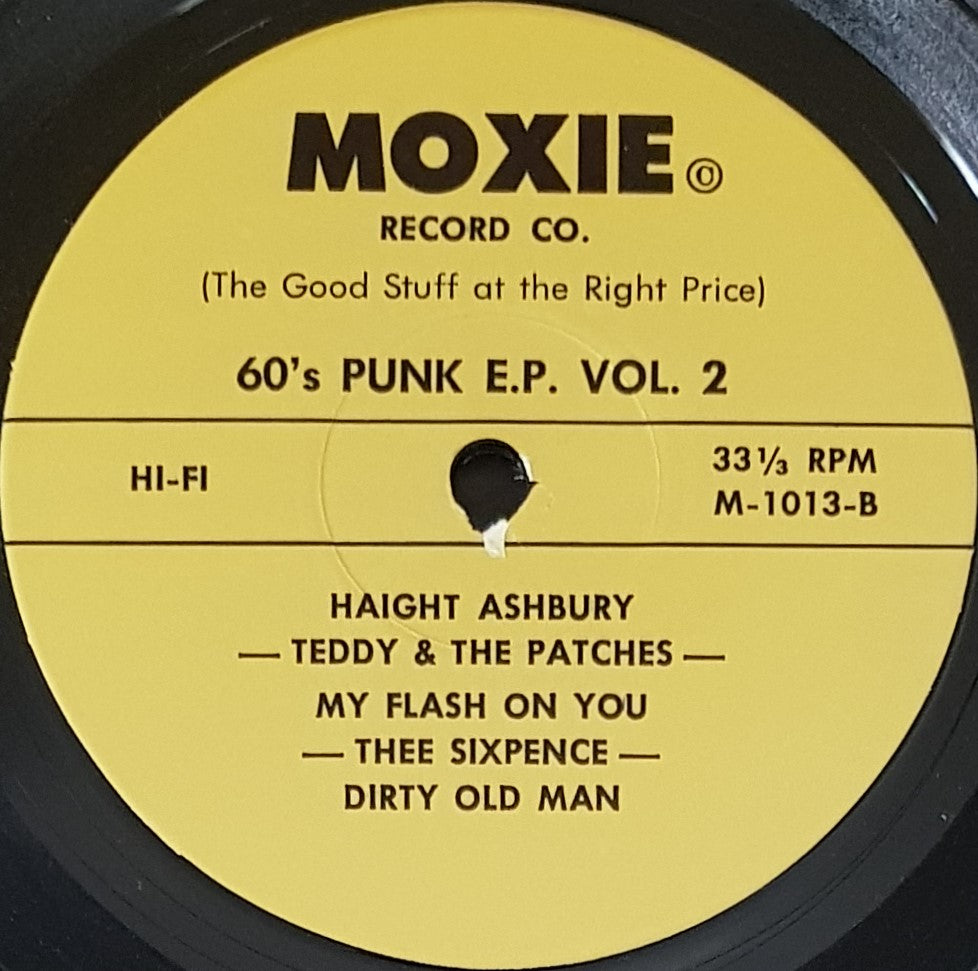 MOXIE ©
RECORD CO.
(The Good Stuff at the Right Price)
60's PUNK E.P. VOL. 2
HI-FI
33⅓ RPM
M-1013-B
HAIGHT ASHBURY
— TEDDY & THE PATCHES —
MY FLASH ON YOU
— THEE SIXPENCE —
DIRTY OLD MAN